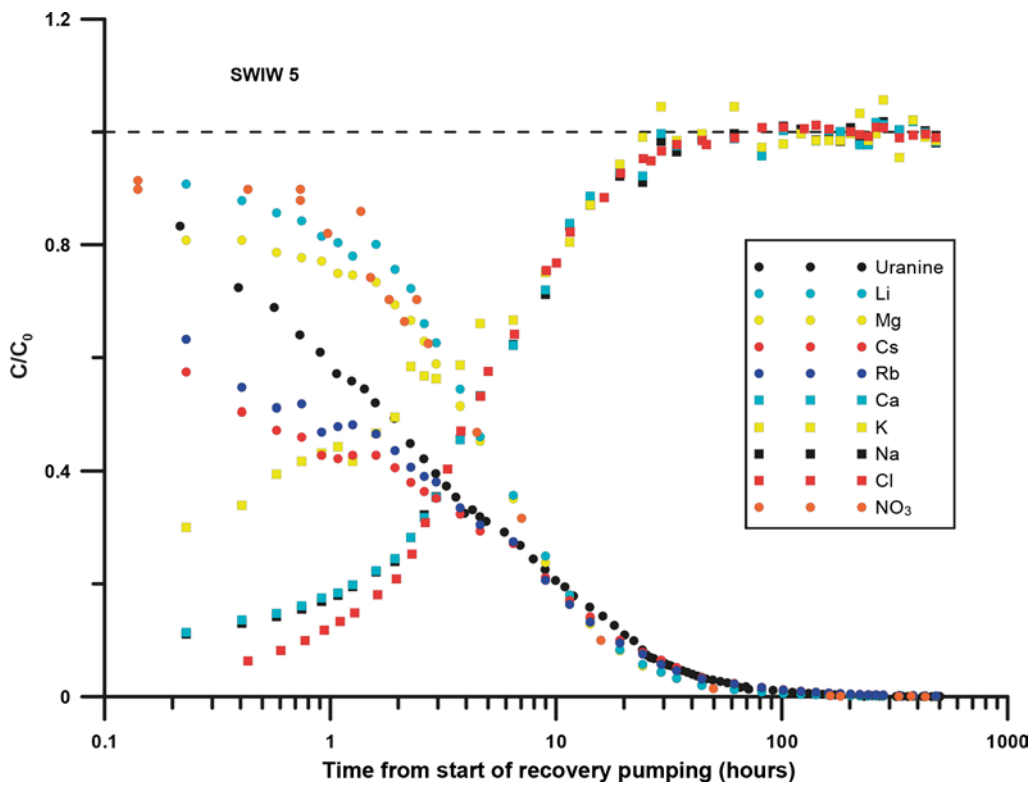 1.2
SWIW 5
0.8
C/C0
0.4
0
Uranine
Li
Mg
Cs
Rb
Ca
K
Na
Cl
NO3
0.1
1
10
100
1000
Time from start of recovery pumping (hours)